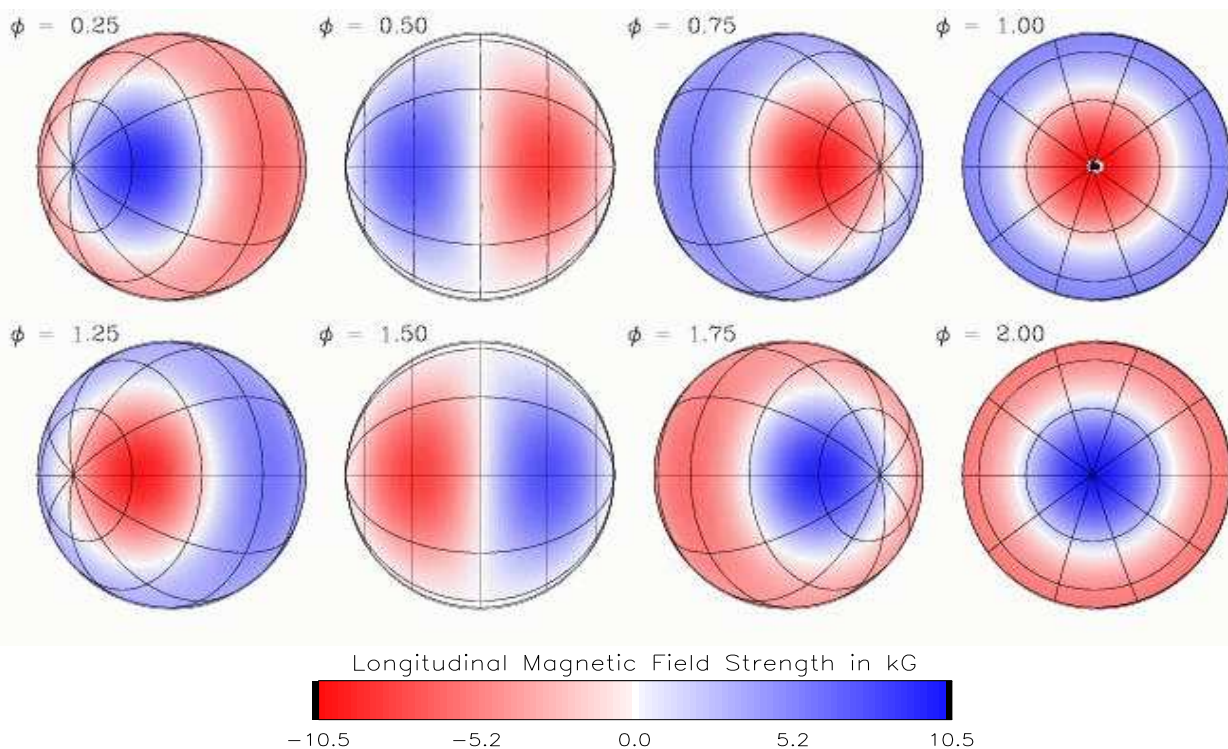 ϕ = 0.25
ϕ = 0.50
ϕ = 0.75
ϕ = 1.00
ϕ = 1.25
ϕ = 1.50
ϕ = 1.75
ϕ = 2.00
Longitudinal Magnetic Field Strength in kG
−10.5 −5.2 0.0 5.2 10.5